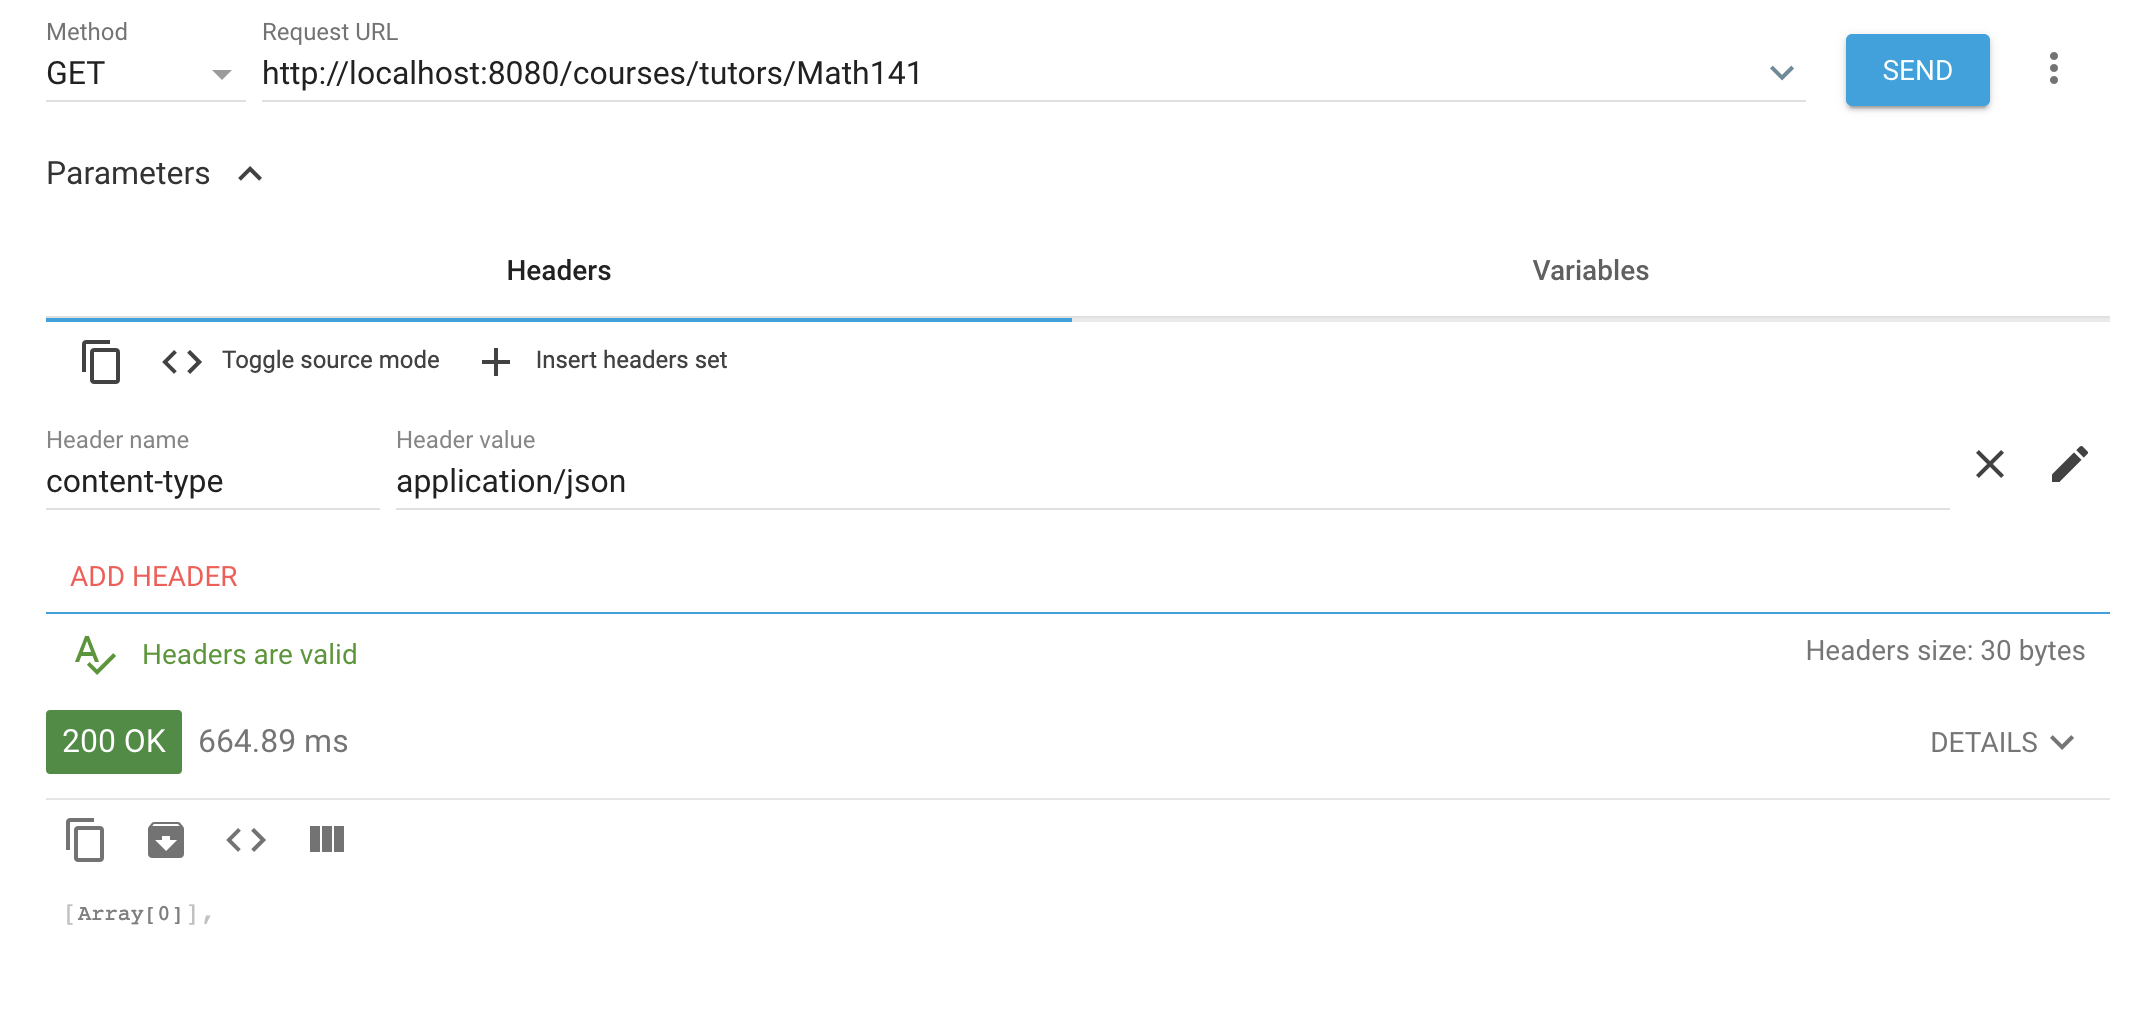 Method
Request URL
GET
http://localhost:8080/courses/tutors/Math141
SEND
Parameters
Headers
Variables
Toggle source mode
Insert headers set
Header name
Header value
content-type
application/json
ADD HEADER
Headers are valid
Headers size: 30 bytes
200 OK
664.89 ms
DETAILS
[Array[0]],